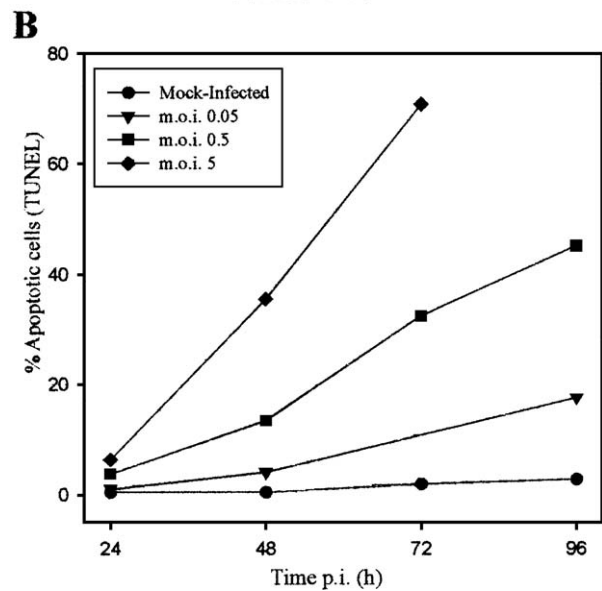 B
80
60
40
20
0
% Apoptotic cells (TUNEL)
Mock-Infected
m.o.i. 0.05
m.o.i. 0.5
m.o.i. 5
24 48 72 96
Time p.i. (h)